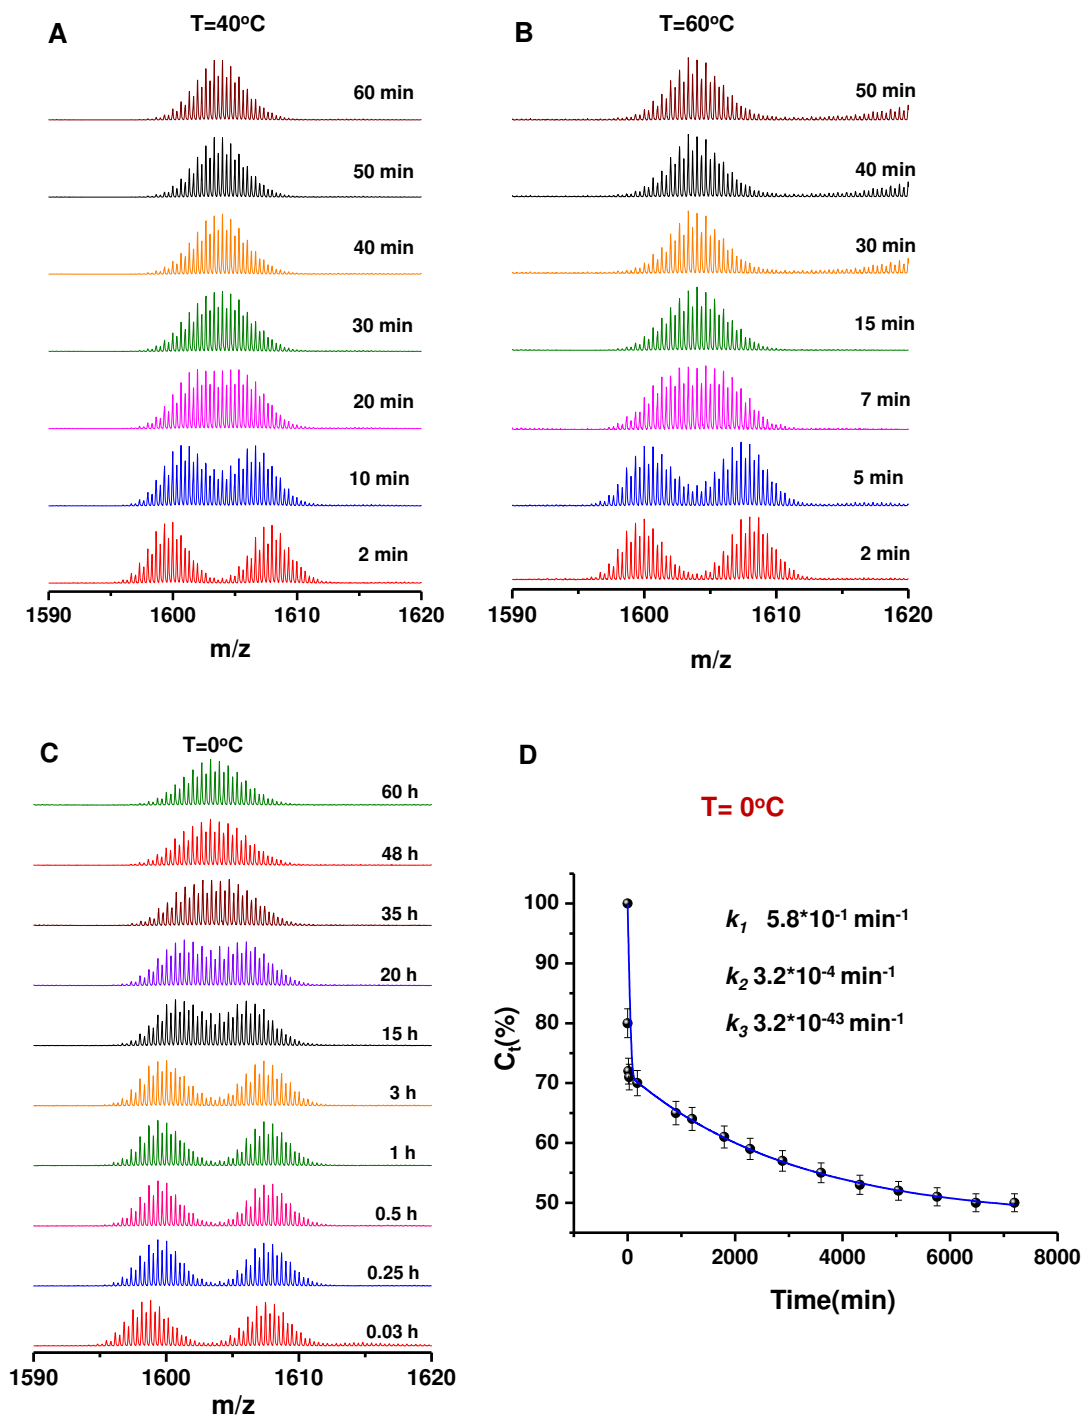 A
T=40°C
60 min
50 min
40 min
30 min
20 min
10 min
2 min
1590 1600 1610 1620
m/z
B
T=60°C
50 min
40 min
30 min
15 min
7 min
5 min
2 min
1590 1600 1610 1620
m/z
C
T=0°C
60 h
48 h
35 h
20 h
15 h
3 h
1 h
0.5 h
0.25 h
0.03 h
1590 1600 1610 1620
m/z
D
T= 0°C
k₁ 5.8*10⁻¹ min⁻¹
k₂ 3.2*10⁻⁴ min⁻¹
k₃ 3.2*10⁻⁴³ min⁻¹
100
90
80
70
60
50
Cₜ(%)
0 2000 4000 6000 8000
Time(min)